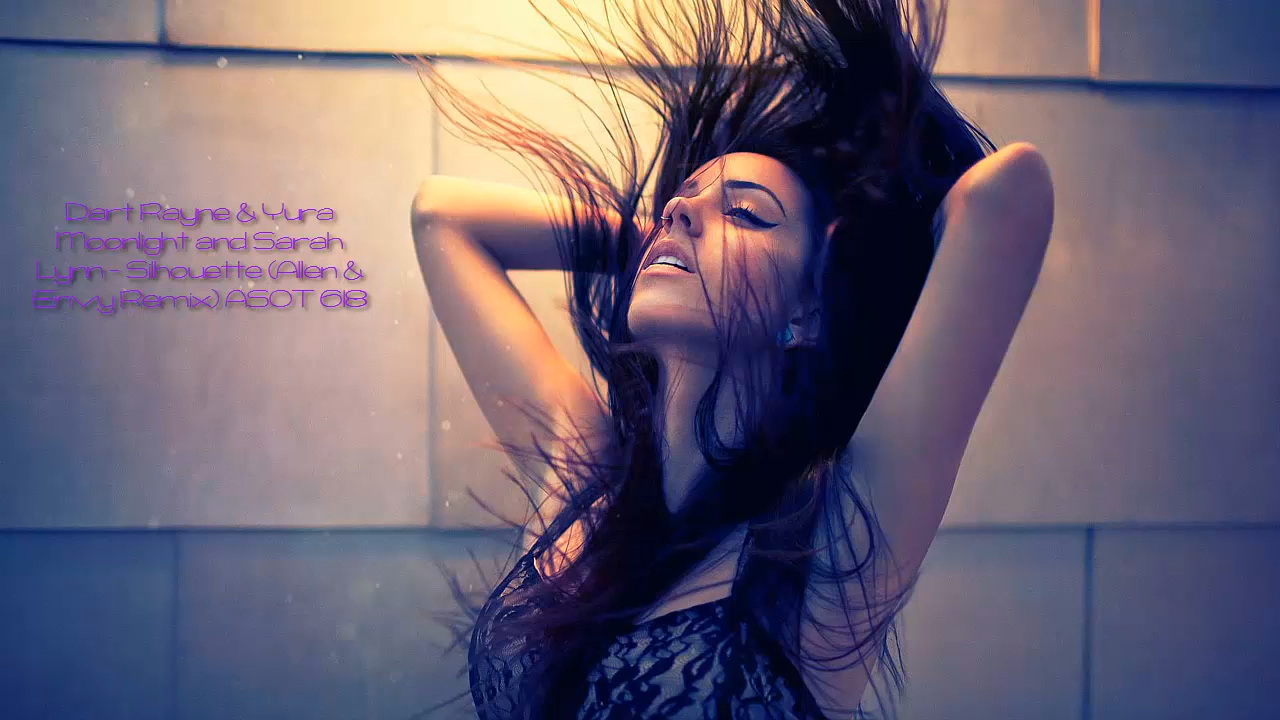 Dart Rayne & Yura
Moonlight and Sarah
Lynn - Silhouette (Allen &
Envy Remix) ASOT 618